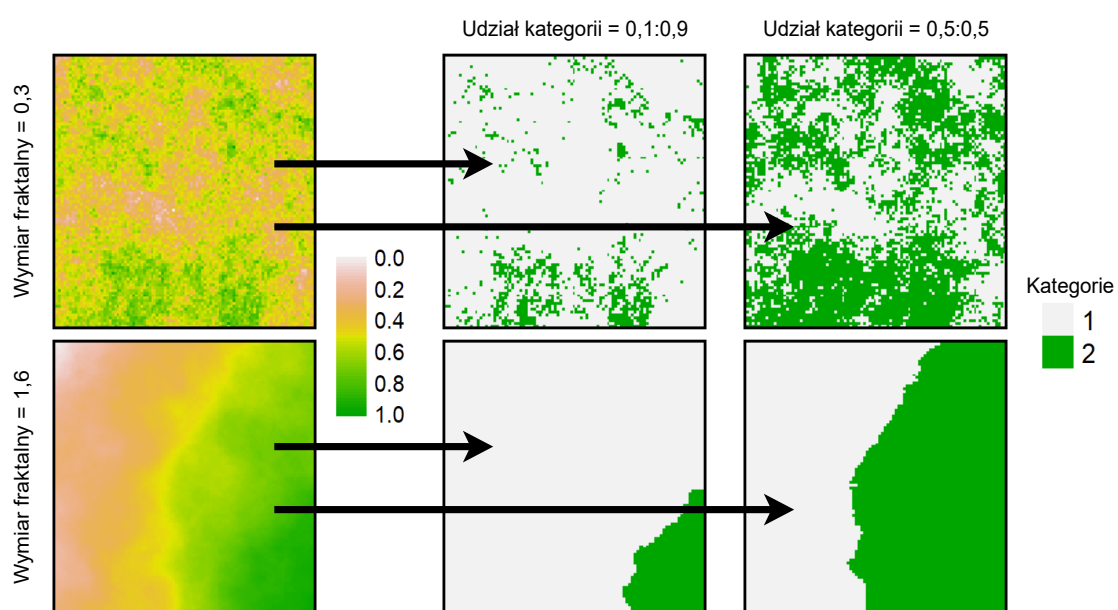 Udział kategorii = 0,1:0,9
Udział kategorii = 0,5:0,5
Wymiar fraktalny = 0,3
0.0
0.2
0.4
0.6
0.8
1.0
Kategorie
1
2
Wymiar fraktalny = 1,6